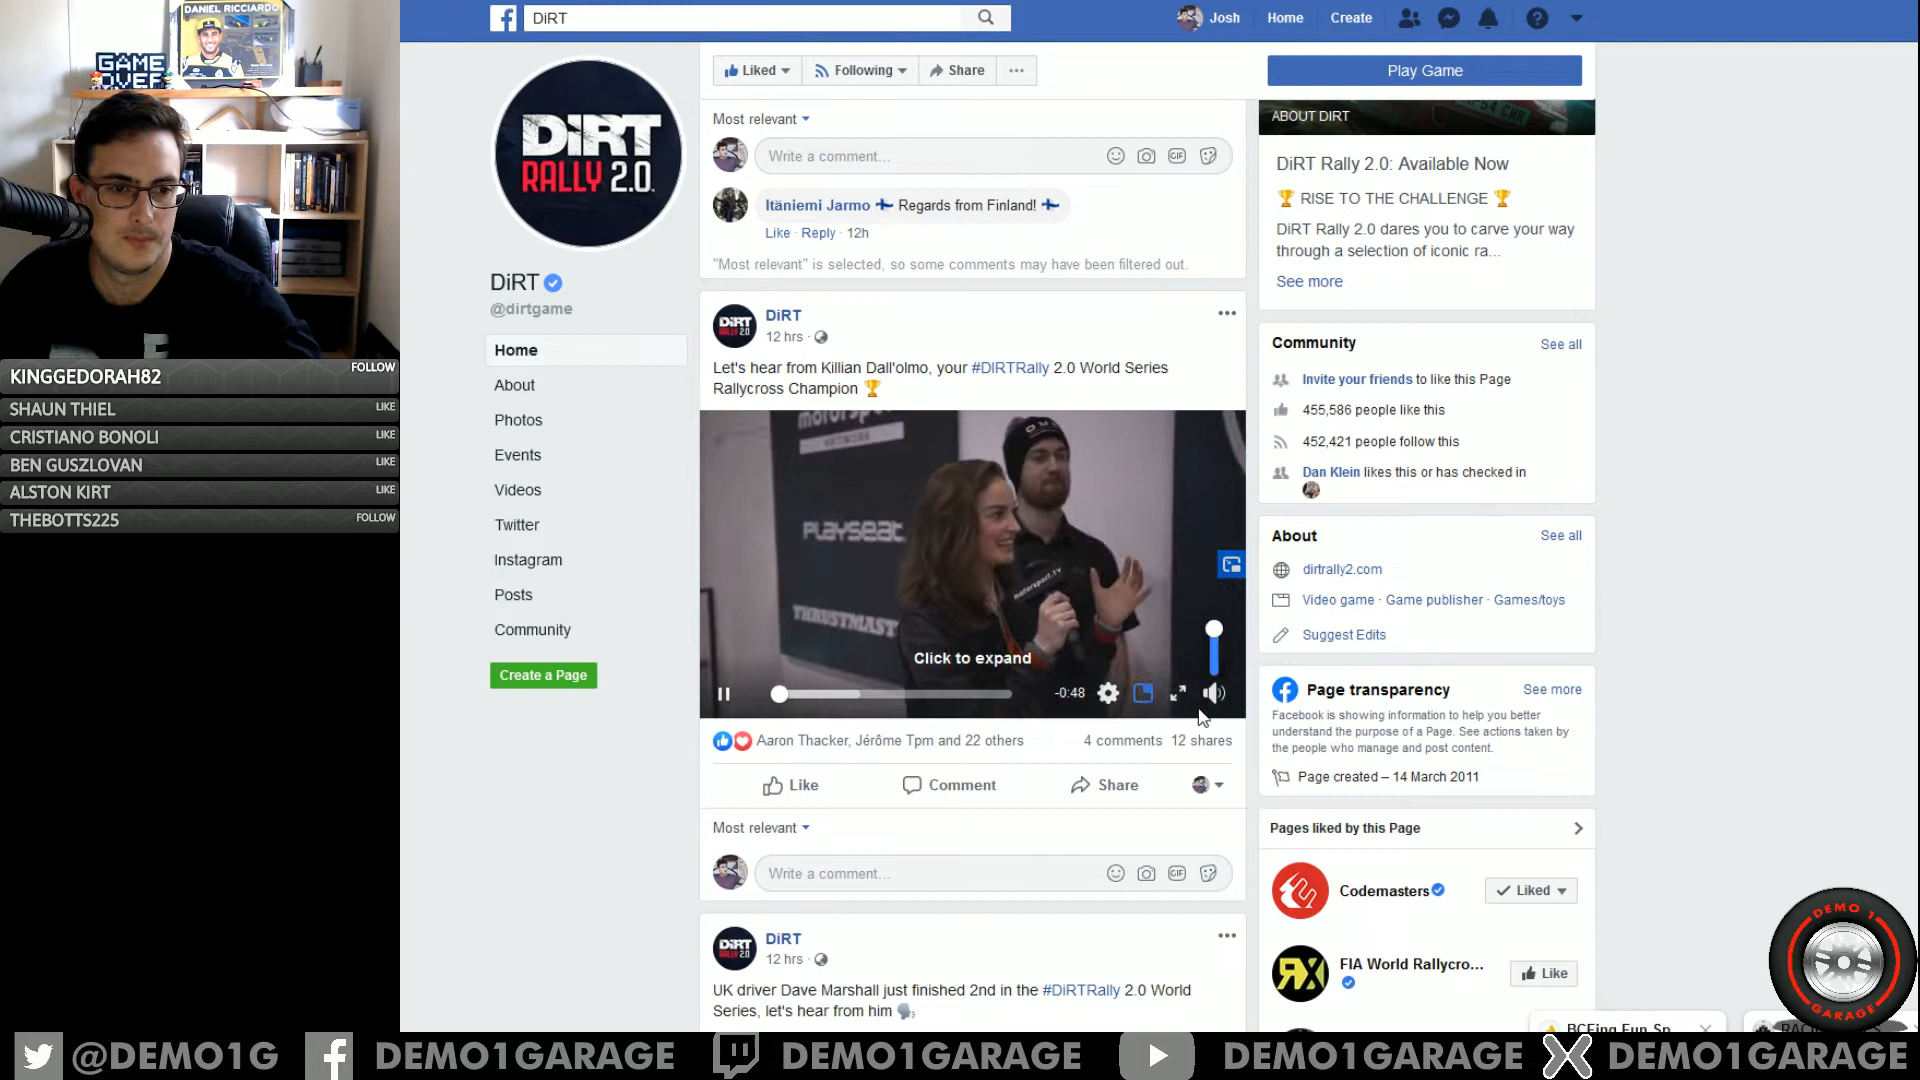 DANIEL RICCIARDO
GAME
OVER
KINGGEDORAH82 FOLLOW
SHAUN THIEL LIKE
CRISTIANO BONOLI LIKE
BEN GUSZLOVAN LIKE
ALSTON KIRT LIKE
THEBOTTS225 FOLLOW
DiRT
Josh Home Create
DiRT
RALLY 2.0
DiRT
@dirtgame
Home
About
Photos
Events
Videos
Twitter
Instagram
Posts
Community
Create a Page
Liked Following Share
Play Game
Most relevant
Write a comment... GIF
Itäniemi Jarmo Regards from Finland!
Like · Reply · 12h
"Most relevant" is selected, so some comments may have been filtered out.
DiRT
12 hrs ·
Let's hear from Killian Dall'olmo, your #DIRTRally 2.0 World Series
Rallycross Champion
motorsport
NETWORK
PLAYSEAT
motorsport.tv
THRUSTMAST
Click to expand
-0:48
Aaron Thacker, Jérôme Tpm and 22 others 4 comments 12 shares
Like Comment Share
Most relevant
Write a comment... GIF
DiRT
12 hrs ·
UK driver Dave Marshall just finished 2nd in the #DiRTRally 2.0 World
Series, let's hear from him
ABOUT DIRT
DiRT Rally 2.0: Available Now
RISE TO THE CHALLENGE
DiRT Rally 2.0 dares you to carve your way
through a selection of iconic ra...
See more
Community See all
Invite your friends to like this Page
455,586 people like this
452,421 people follow this
Dan Klein likes this or has checked in
About See all
dirtrally2.com
Video game · Game publisher · Games/toys
Suggest Edits
Page transparency See more
Facebook is showing information to help you better
understand the purpose of a Page. See actions taken by
the people who manage and post content.
Page created – 14 March 2011
Pages liked by this Page
Codemasters Liked
RX FIA World Rallycro... Like
DEMO 1
GARAGE
@DEMO1G DEMO1GARAGE DEMO1GARAGE DEMO1GARAGE DEMO1GARAGE